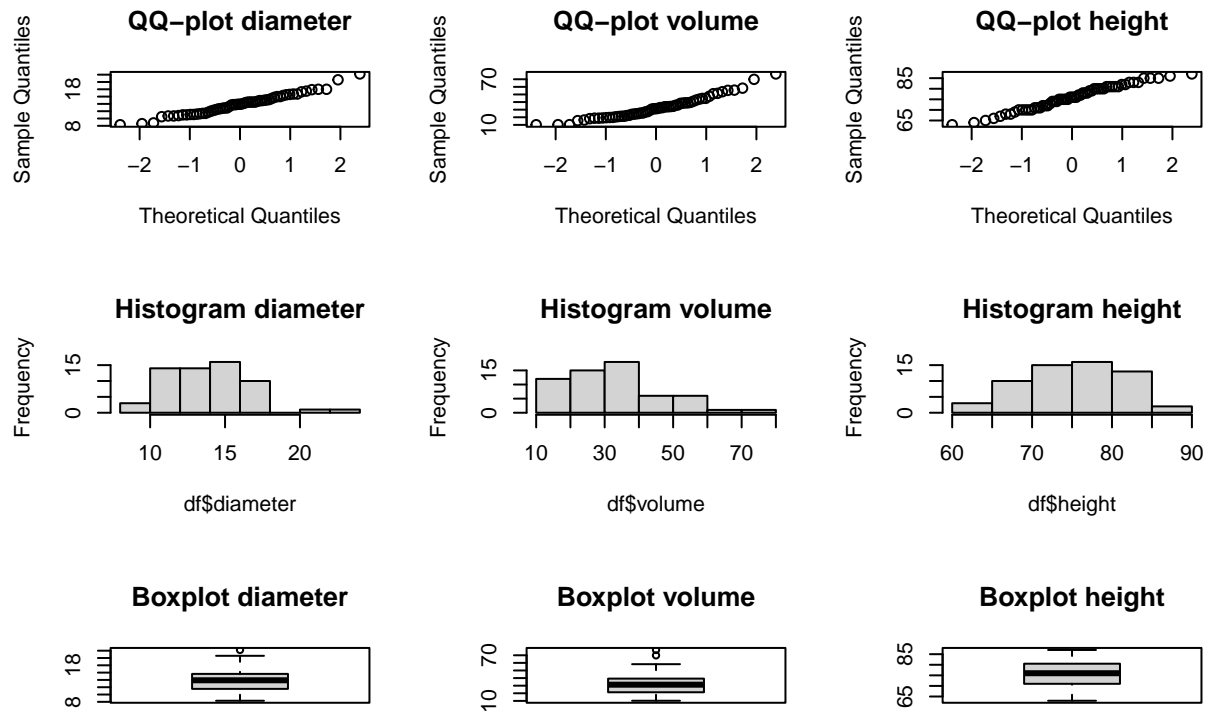 QQ−plot diameter
Sample Quantiles
18
8
−2 −1 0 1 2
Theoretical Quantiles
QQ−plot volume
Sample Quantiles
70
10
−2 −1 0 1 2
Theoretical Quantiles
QQ−plot height
Sample Quantiles
85
65
−2 −1 0 1 2
Theoretical Quantiles
Histogram diameter
Frequency
15
0
10 15 20
df$diameter
Histogram volume
Frequency
15
0
10 30 50 70
df$volume
Histogram height
Frequency
15
0
60 70 80 90
df$height
Boxplot diameter
18
8
Boxplot volume
70
10
Boxplot height
85
65